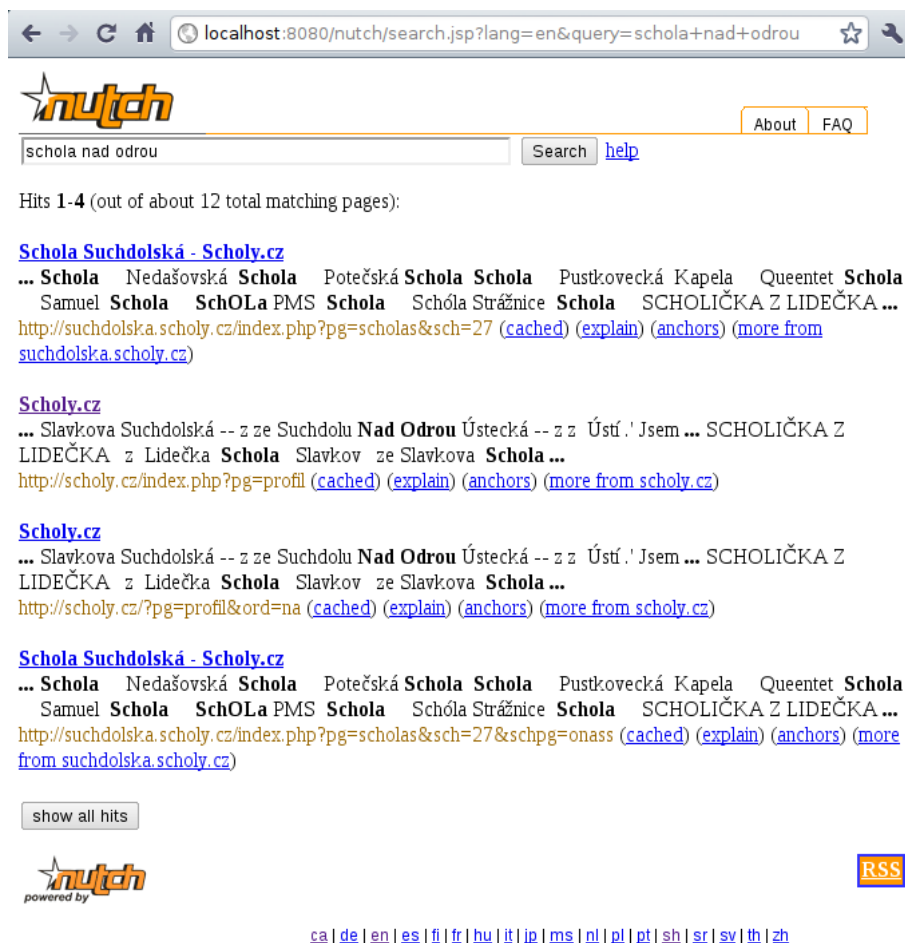 localhost:8080/nutch/search.jsp?lang=en&query=schola+nad+odrou
nutch
About FAQ
schola nad odrou Search help
Hits 1-4 (out of about 12 total matching pages):
Schola Suchdolská - Scholy.cz
... Schola Nedašovská Schola Potečská Schola Schola Pustkovecká Kapela Queentet Schola
Samuel Schola SchOLa PMS Schola Schóla Strážnice Schola SCHOLIČKA Z LIDEČKA ...
http://suchdolska.scholy.cz/index.php?pg=scholas&sch=27 (cached) (explain) (anchors) (more from
suchdolska.scholy.cz)
Scholy.cz
... Slavkova Suchdolská -- z ze Suchdolu Nad Odrou Ústecká -- z z Ústí .' Jsem ... SCHOLIČKA Z
LIDEČKA z Lidečka Schola Slavkov ze Slavkova Schola ...
http://scholy.cz/index.php?pg=profil (cached) (explain) (anchors) (more from scholy.cz)
Scholy.cz
... Slavkova Suchdolská -- z ze Suchdolu Nad Odrou Ústecká -- z z Ústí .' Jsem ... SCHOLIČKA Z
LIDEČKA z Lidečka Schola Slavkov ze Slavkova Schola ...
http://scholy.cz/?pg=profil&ord=na (cached) (explain) (anchors) (more from scholy.cz)
Schola Suchdolská - Scholy.cz
... Schola Nedašovská Schola Potečská Schola Schola Pustkovecká Kapela Queentet Schola
Samuel Schola SchOLa PMS Schola Schóla Strážnice Schola SCHOLIČKA Z LIDEČKA ...
http://suchdolska.scholy.cz/index.php?pg=scholas&sch=27&schpg=onass (cached) (explain) (anchors) (more
from suchdolska.scholy.cz)
show all hits
nutch RSS
powered by
ca | de | en | es | fi | fr | hu | it | jp | ms | nl | pl | pt | sh | sr | sv | th | zh